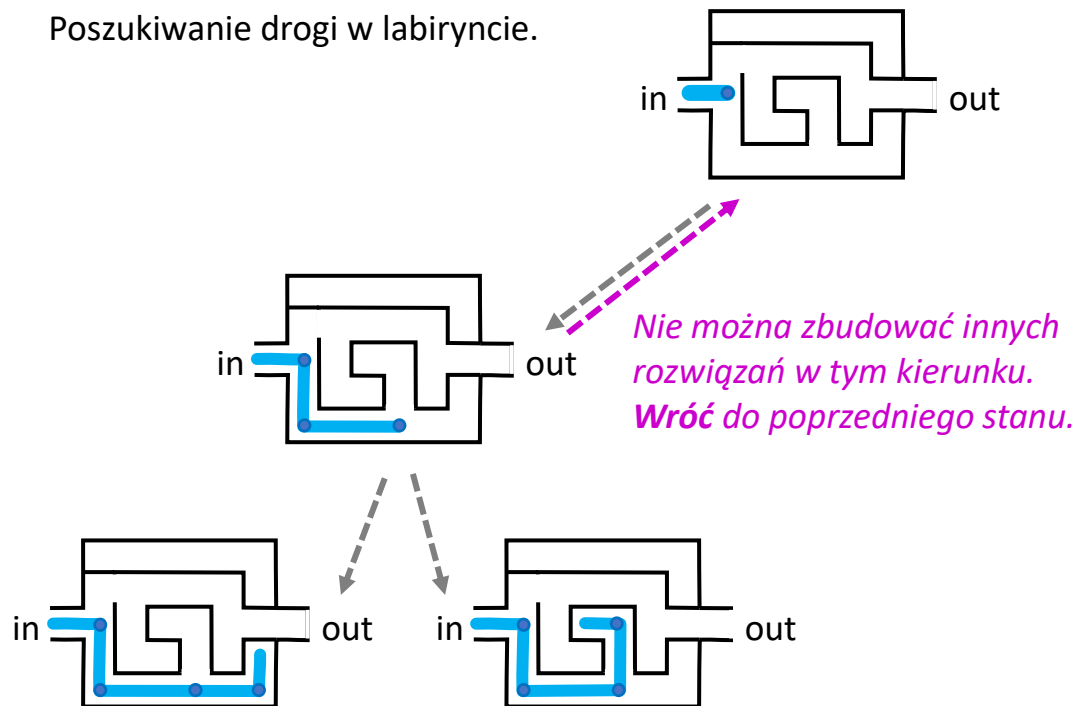 Poszukiwanie drogi w labiryncie.
in
out
in
out
Nie można zbudować innych
rozwiązań w tym kierunku.
Wróć do poprzedniego stanu.
in
out
in
out